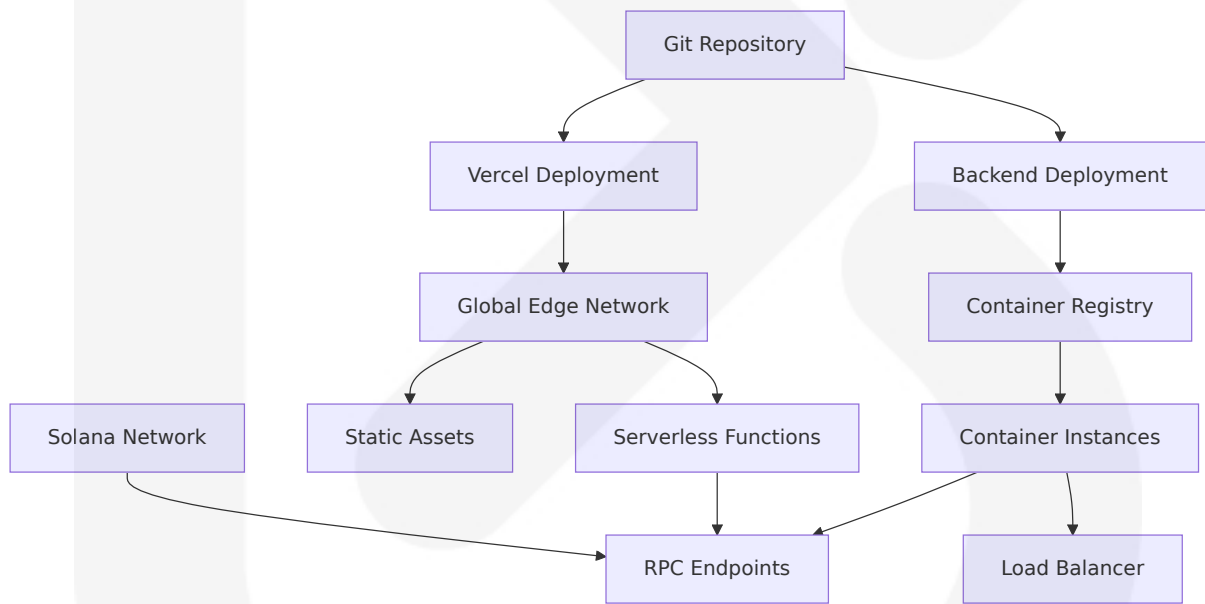 Git Repository
Vercel Deployment
Backend Deployment
Global Edge Network
Container Registry
Solana Network
Static Assets
Serverless Functions
Container Instances
RPC Endpoints
Load Balancer